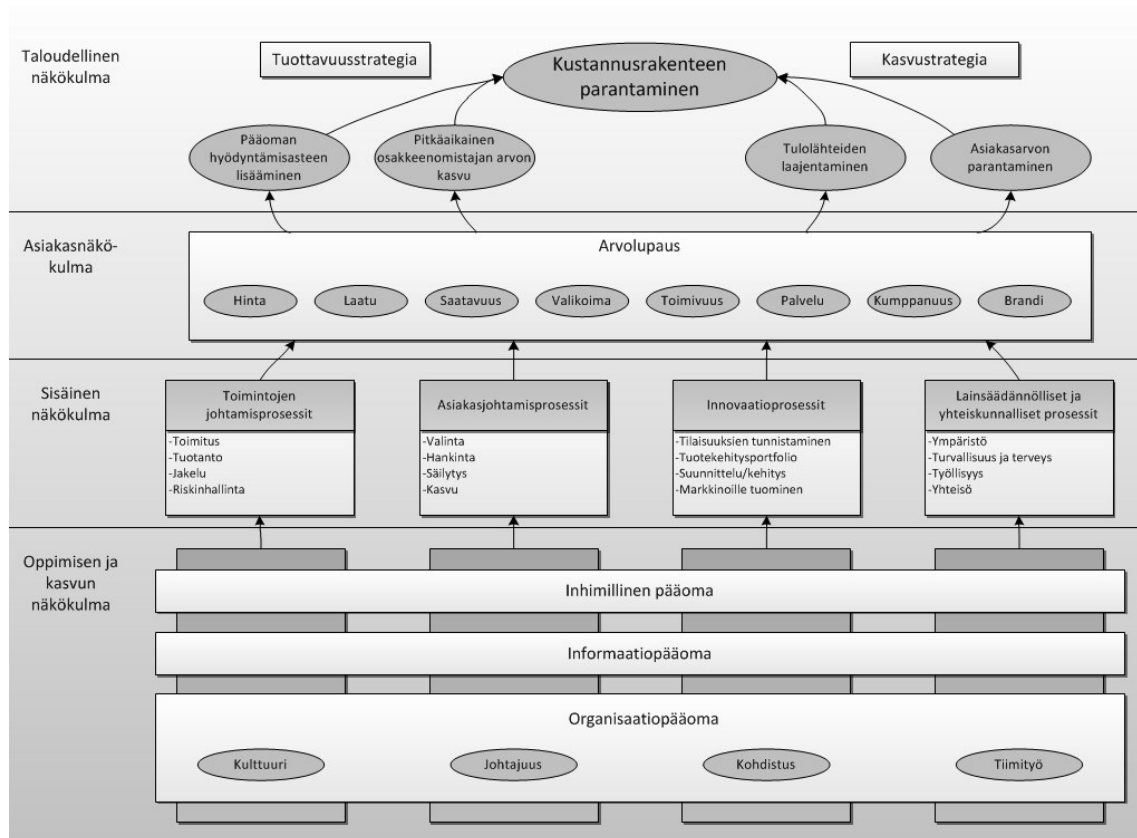 Taloudellinen
näkökulma
Tuottavuusstrategia
Kustannusrakenteen
parantaminen
Kasvustrategia
Pääoman
hyödyntämisasteen
lisääminen
Pitkäaikainen
osakkeenomistajan arvon
kasvu
Tulolähteiden
laajentaminen
Asiakasarvon
parantaminen
Asiakasnäkö-
kulma
Arvolupaus
Hinta
Laatu
Saatavuus
Valikoima
Toimivuus
Palvelu
Kumppanuus
Brandi
Sisäinen
näkökulma
Toimintojen
johtamisprosessit
-Toimitus
-Tuotanto
-Jakelu
-Riskinhallinta
Asiakasjohtamisprosessit
-Valinta
-Hankinta
-Säilytys
-Kasvu
Innovaatioprosessit
-Tilaisuuksien tunnistaminen
-Tuotekehitysportfolio
-Suunnittelu/kehitys
-Markkinoille tuominen
Lainsäädännölliset ja
yhteiskunnalliset prosessit
-Ympäristö
-Turvallisuus ja terveys
-Työllisyys
-Yhteisö
Oppimisen ja
kasvun
näkökulma
Inhimillinen pääoma
Informaatiopääoma
Organisaatiopääoma
Kulttuuri
Johtajuus
Kohdistus
Tiimityö